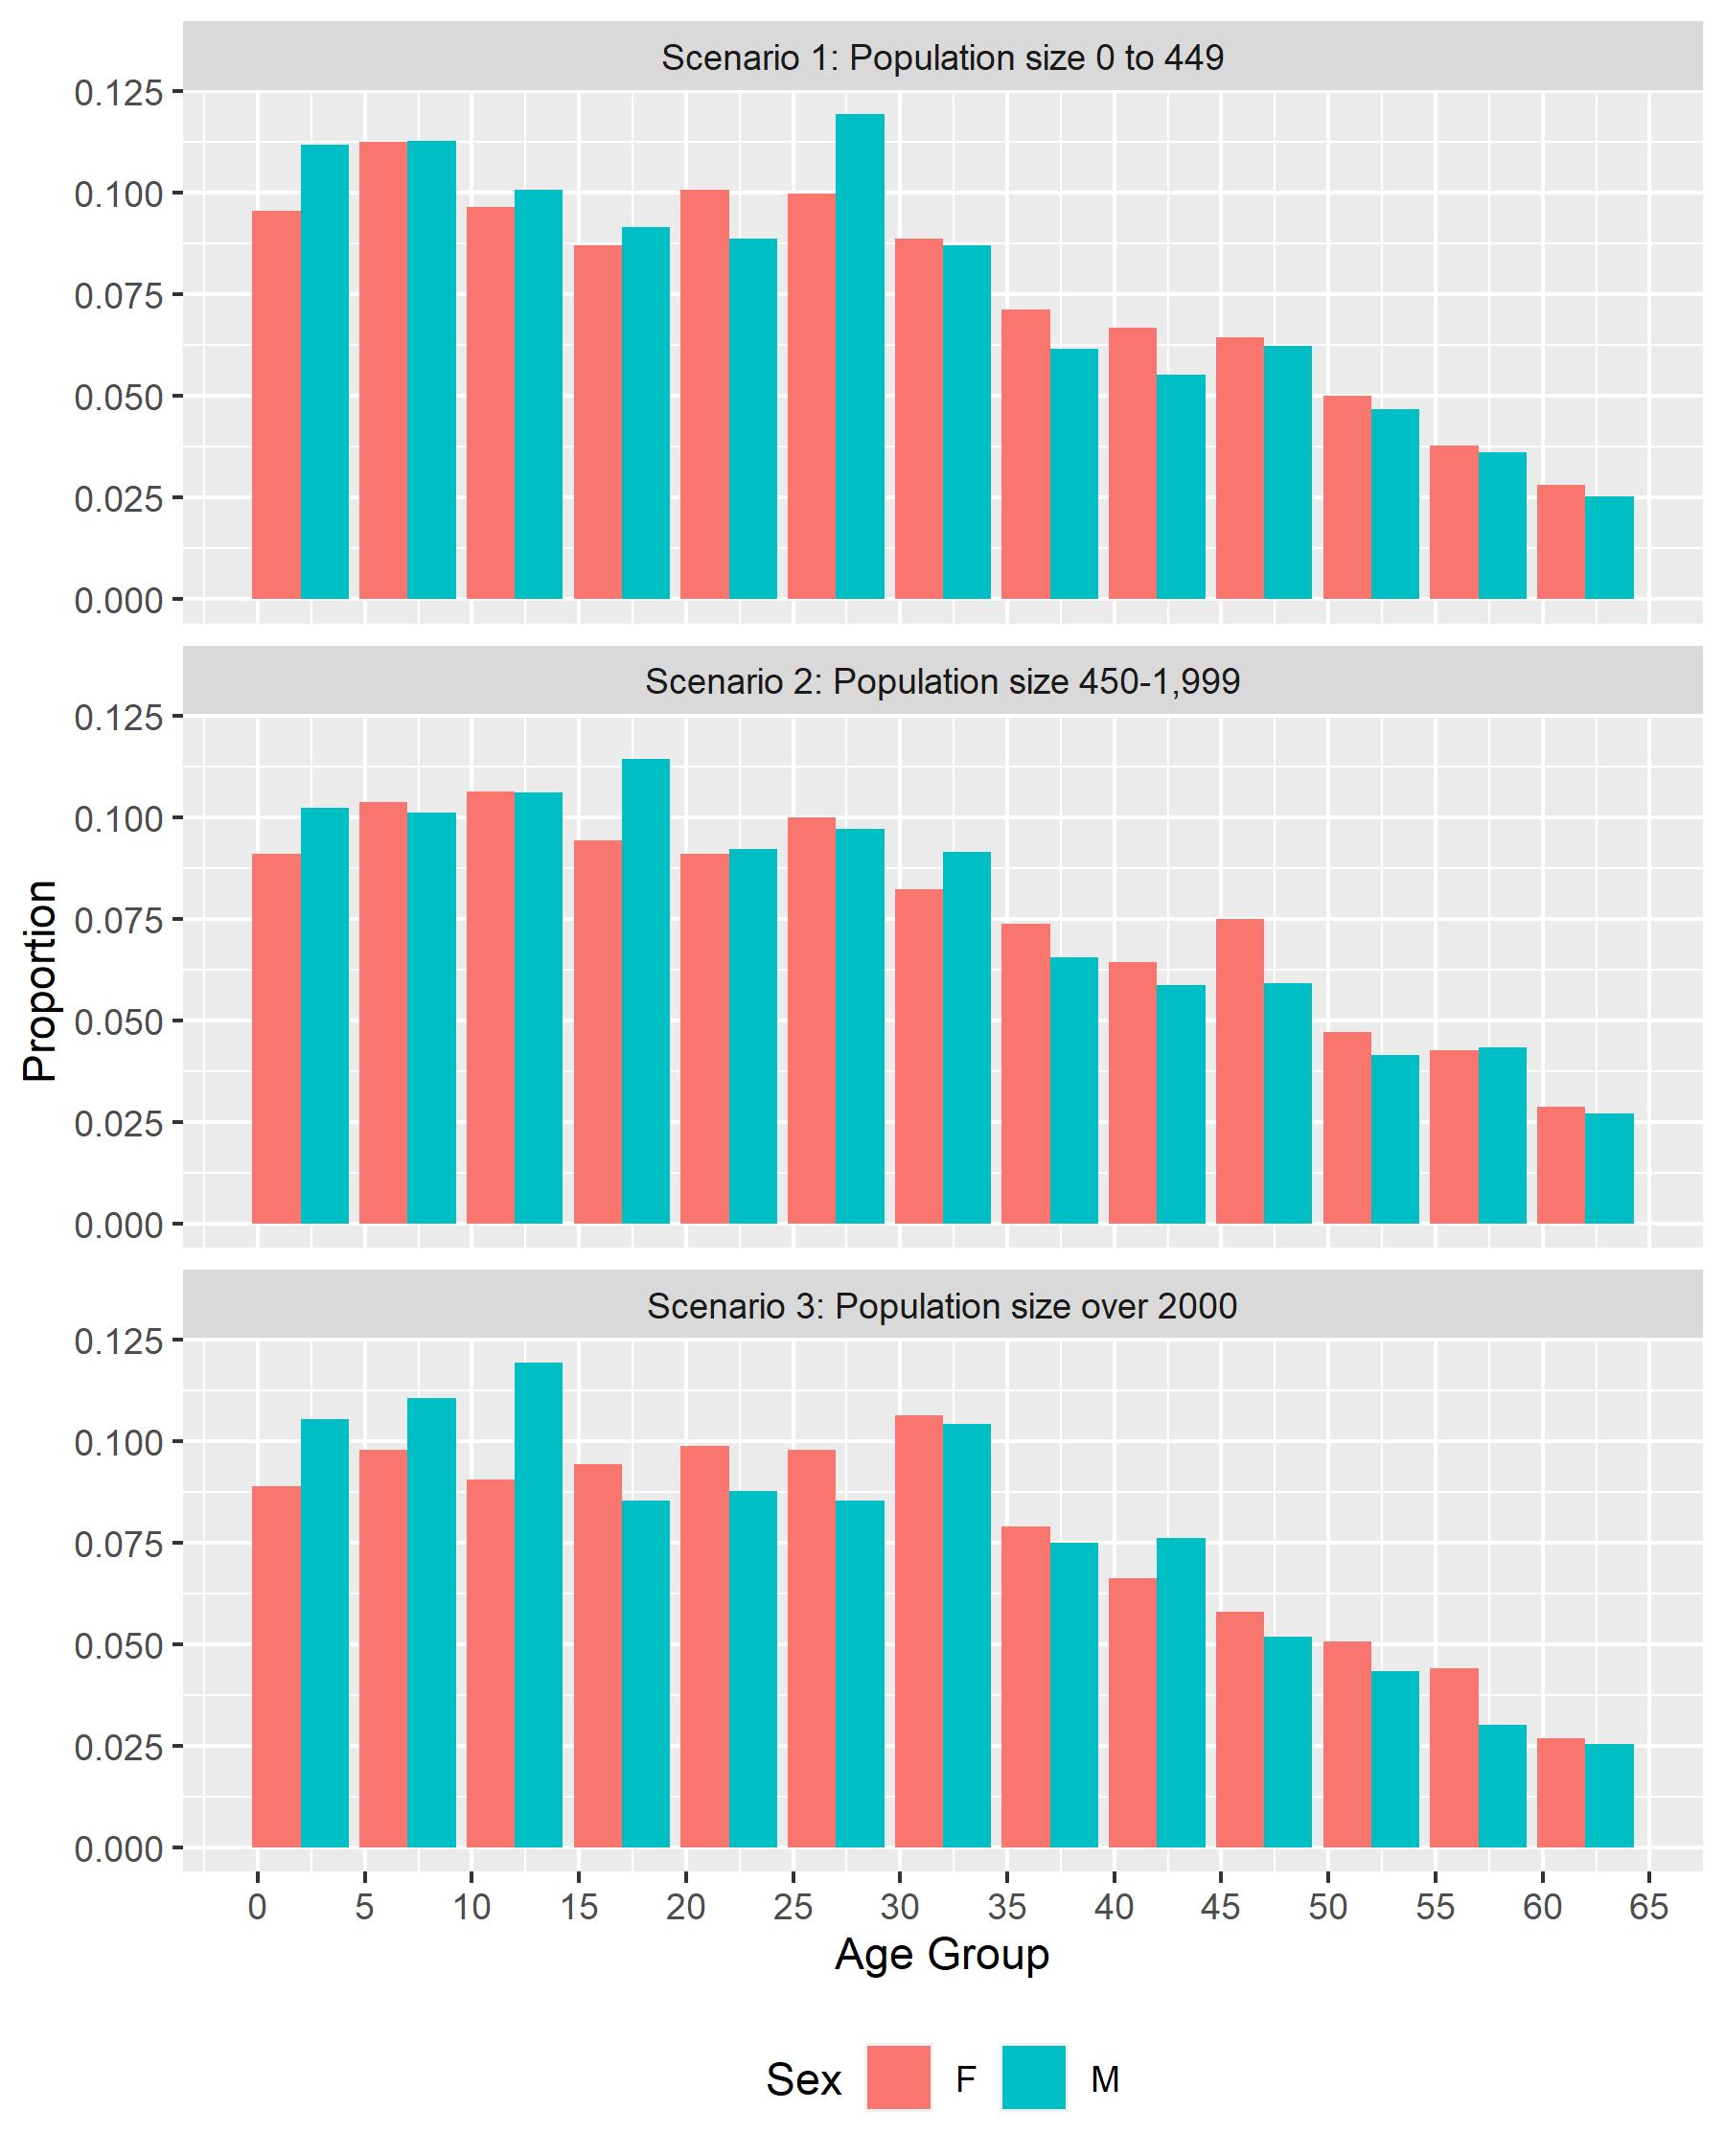 Scenario 1: Population size 0 to 449
0.125
0.100
0.075
0.050
0.025
0.000
Scenario 2: Population size 450-1,999
0.125
0.100
0.075
0.050
0.025
0.000
Scenario 3: Population size over 2000
0.125
0.100
0.075
0.050
0.025
0.000
Proportion
0 5 10 15 20 25 30 35 40 45 50 55 60 65
Age Group
Sex F M